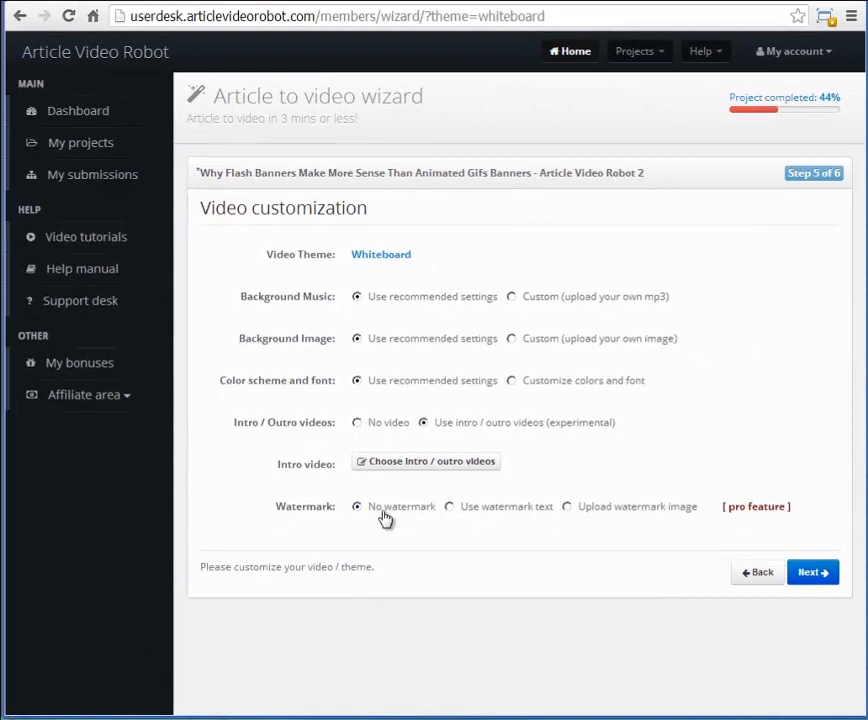 userdesk.articlevideorobot.com/members/wizard/?theme=whiteboard
Article Video Robot
Home
Projects
Help
My account
MAIN
Dashboard
My projects
My submissions
HELP
Video tutorials
Help manual
? Support desk
OTHER
My bonuses
Affiliate area
Article to video wizard
Article to video in 3 mins or less!
Project completed: 44%
"Why Flash Banners Make More Sense Than Animated Gifs Banners - Article Video Robot 2
Step 5 of 6
Video customization
Video Theme: Whiteboard
Background Music: Use recommended settings Custom (upload your own mp3)
Background Image: Use recommended settings Custom (upload your own image)
Color scheme and font: Use recommended settings Customize colors and font
Intro / Outro videos: No video Use intro / outro videos (experimental)
Intro video: Choose intro / outro videos
Watermark: No watermark Use watermark text Upload watermark image [ pro feature ]
Please customize your video / theme.
Back
Next